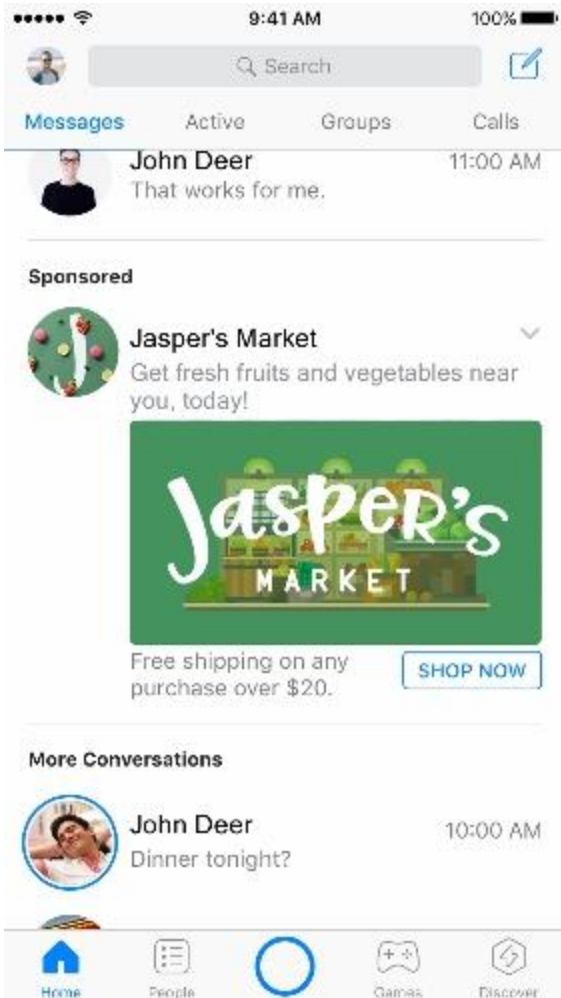 9:41 AM
100%
Search
Messages
Active
Groups
Calls
John Deer
11:00 AM
That works for me.
Sponsored
Jasper's Market
Get fresh fruits and vegetables near
you, today!
Jasper's
MARKET
Free shipping on any
purchase over $20.
SHOP NOW
More Conversations
John Deer
10:00 AM
Dinner tonight?
Home
People
Games
Discover